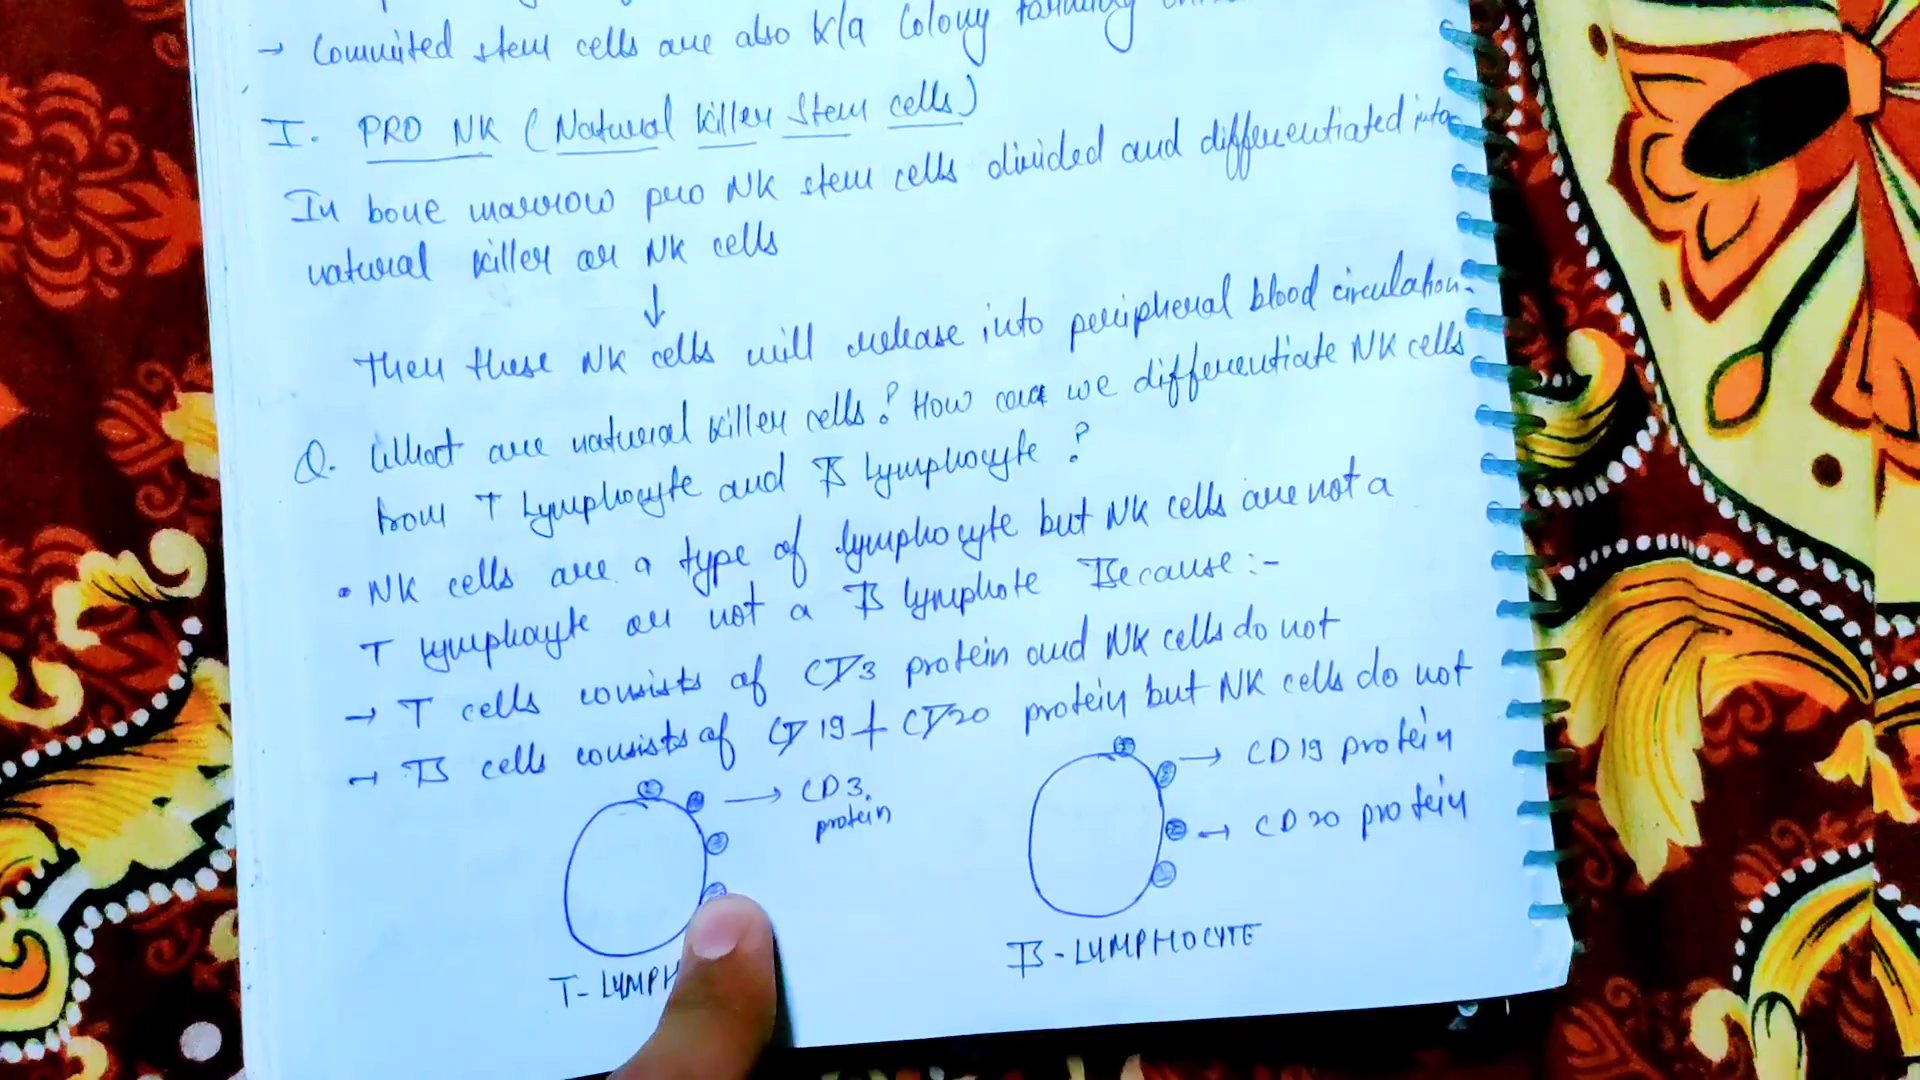 → Commited stem cells are also k/a Colony forming
I. PRO NK (Natural killer stem cells)
In bone marrow pro NK stem cells divided and differentiated into
natural killer or NK cells
↓
Then these NK cells will release into peripheral blood circulation.
Q. What are natural killer cells? How can we differentiate NK cells
from T lymphocyte and B lymphocyte?
• NK cells are a type of lymphocyte but NK cells are not a
T lymphocyte or not a B lymphote Because :-
→ T cells consists of CD3 protein and NK cells do not
→ B cells consists of CD19 + CD20 protein but NK cells do not
→ CD3.
protein
→ CD19 protein
→ CD20 protein
T- LYMPH
B - LYMPHOCYTE